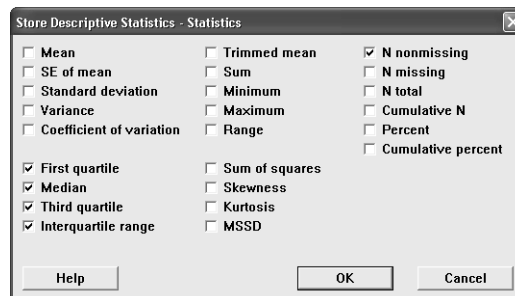 Store Descriptive Statistics - Statistics
Mean
SE of mean
Standard deviation
Variance
Coefficient of variation
First quartile
Median
Third quartile
Interquartile range
Trimmed mean
Sum
Minimum
Maximum
Range
Sum of squares
Skewness
Kurtosis
MSSD
N nonmissing
N missing
N total
Cumulative N
Percent
Cumulative percent
Help
OK
Cancel